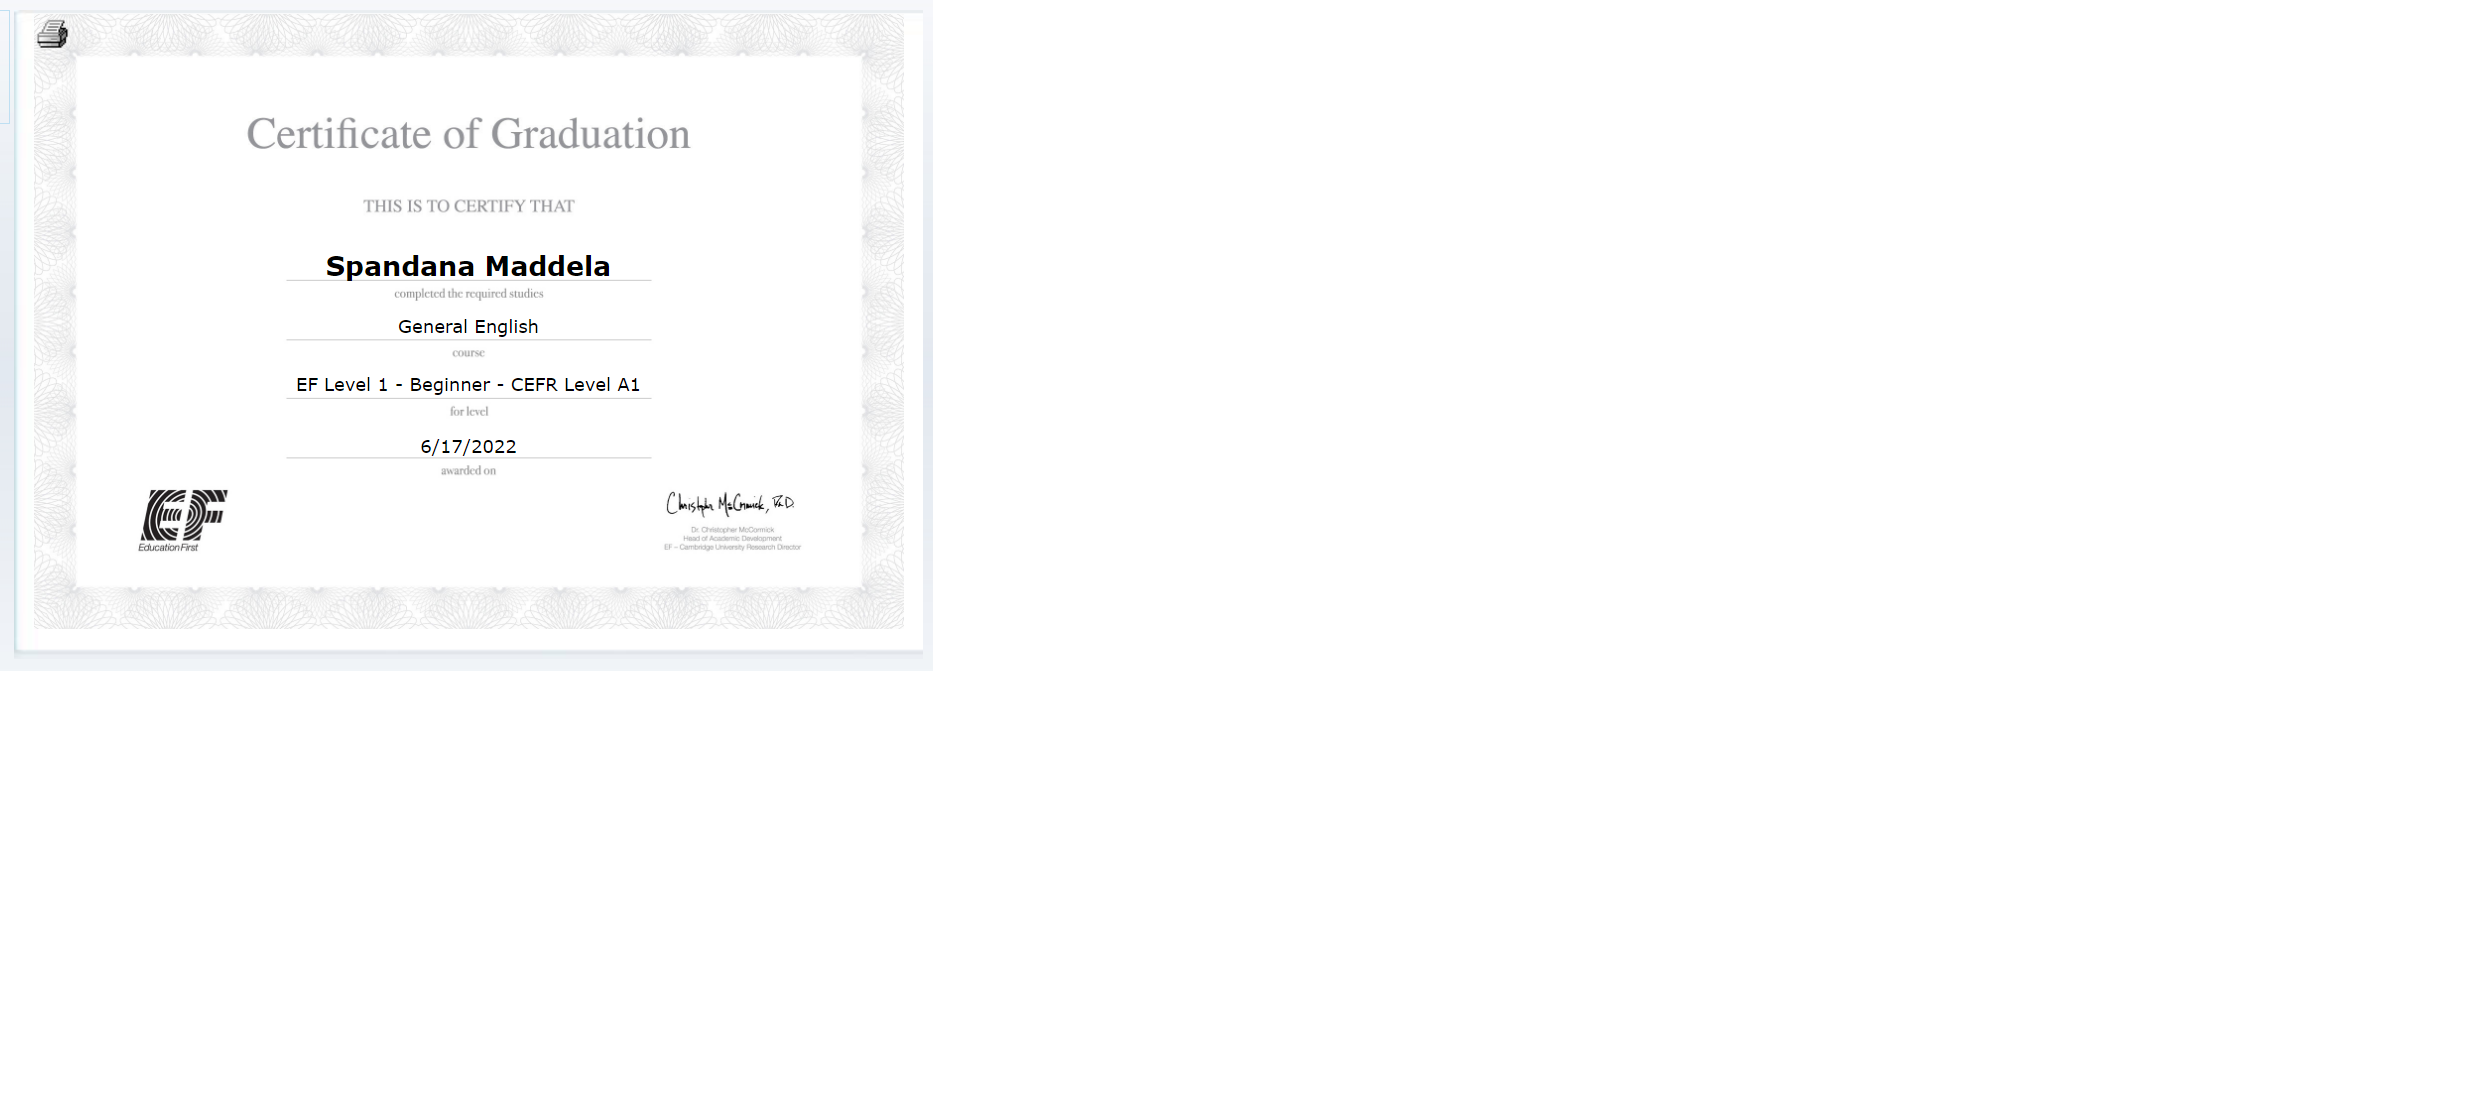 Certificate of Graduation
THIS IS TO CERTIFY THAT
Spandana Maddela
completed the required studies
General English
course
EF Level 1 - Beginner - CEFR Level A1
for level
6/17/2022
awarded on
EF
Education First
Christopher McCormick, Ph.D.
Dr. Christopher McCormick
Head of Academic Development
EF – Cambridge University Research Director